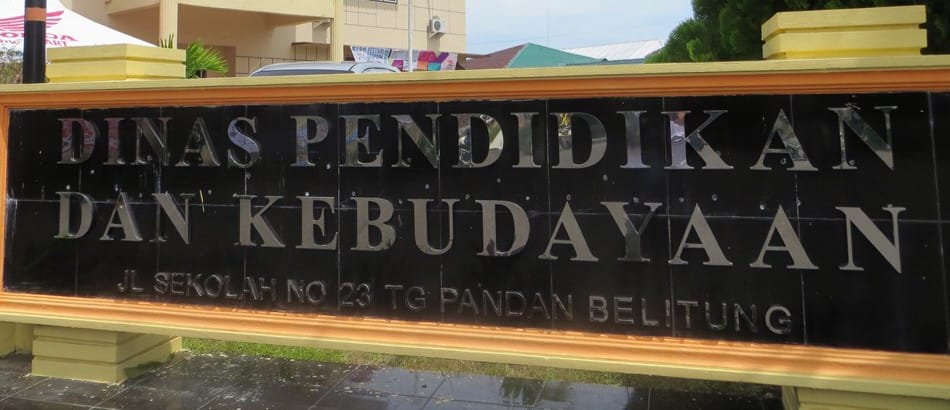 DINAS PENDIDIKAN
DAN KEBUDAYAAN
JL SEKOLAH NO 23 TG PANDAN BELITUNG